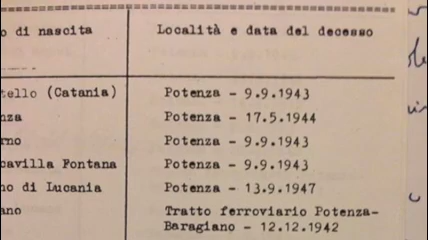 o di nascita Località e data del decesso
tello (Catania) Potenza - 9.9.1943
nza Potenza - 17.5.1944
rno Potenza - 9.9.1943
cavilla Fontana Potenza - 9.9.1943
no di Lucania Potenza - 13.9.1947
ano Tratto ferroviario Potenza-
Baragiano - 12.12.1942